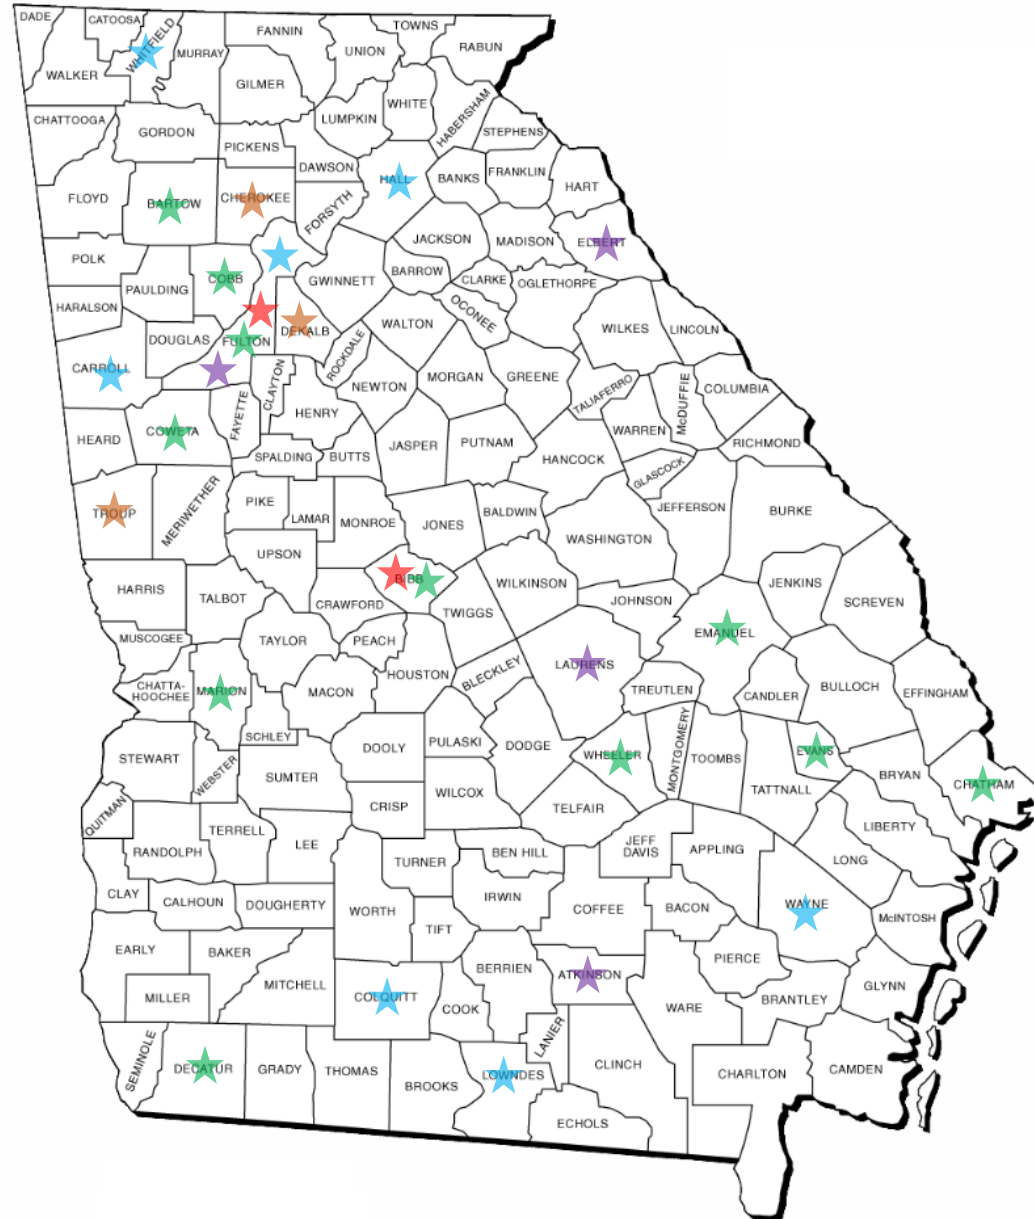 DADE
CATOOSA
WHITFIELD
MURRAY
FANNIN
UNION
TOWNS
RABUN
WALKER
GILMER
WHITE
HABERSHAM
LUMPKIN
CHATTOOGA
GORDON
STEPHENS
PICKENS
DAWSON
HALL
BANKS
FRANKLIN
HART
FLOYD
BARTOW
CHEROKEE
FORSYTH
JACKSON
MADISON
ELBERT
POLK
COBB
GWINNETT
BARROW
CLARKE
OGLETHORPE
PAULDING
HARALSON
OCONEE
DOUGLAS
FULTON
DEKALB
WALTON
WILKES
LINCOLN
ROCKDALE
CARROLL
CLAYTON
NEWTON
MORGAN
GREENE
TALIAFERRO
McDUFFIE
COLUMBIA
FAYETTE
HENRY
HEARD
COWETA
SPALDING
BUTTS
JASPER
PUTNAM
HANCOCK
WARREN
RICHMOND
GLASCOCK
TROUP
MERIWETHER
PIKE
LAMAR
MONROE
JONES
BALDWIN
JEFFERSON
BURKE
UPSON
WASHINGTON
HARRIS
TALBOT
CRAWFORD
BIBB
TWIGGS
WILKINSON
JOHNSON
JENKINS
SCREVEN
MUSCOGEE
TAYLOR
PEACH
EMANUEL
CHATTA-
HOOCHEE
MARION
MACON
HOUSTON
BLECKLEY
LAURENS
TREUTLEN
CANDLER
BULLOCH
EFFINGHAM
SCHLEY
STEWART
WEBSTER
SUMTER
DOOLY
PULASKI
DODGE
WHEELER
MONTGOMERY
TOOMBS
TATTNALL
EVANS
BRYAN
CHATHAM
QUITMAN
CRISP
WILCOX
TELFAIR
LIBERTY
RANDOLPH
TERRELL
LEE
TURNER
BEN HILL
JEFF
DAVIS
APPLING
LONG
CLAY
CALHOUN
DOUGHERTY
WORTH
TIFT
IRWIN
COFFEE
BACON
WAYNE
McINTOSH
EARLY
BAKER
MITCHELL
COLQUITT
BERRIEN
ATKINSON
PIERCE
MILLER
COOK
WARE
BRANTLEY
GLYNN
SEMINOLE
DECATUR
GRADY
THOMAS
BROOKS
LOWNDES
LANIER
CLINCH
CHARLTON
CAMDEN
ECHOLS